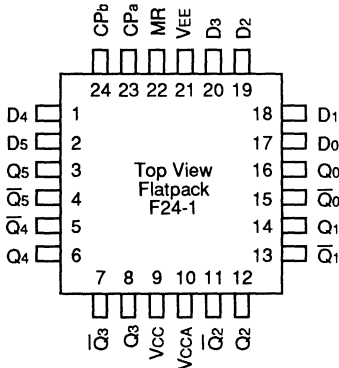 CPb CPa MR VEE D3 D2
24 23 22 21 20 19
D4 1 18 D1
D5 2 17 D0
Q5 3 Top View 16 Q0
Q̅5 4 Flatpack 15 Q̅0
Q̅4 5 F24-1 14 Q1
Q4 6 13 Q̅1
7 8 9 10 11 12
Q̅3 Q3 VCC VCCA Q̅2 Q2